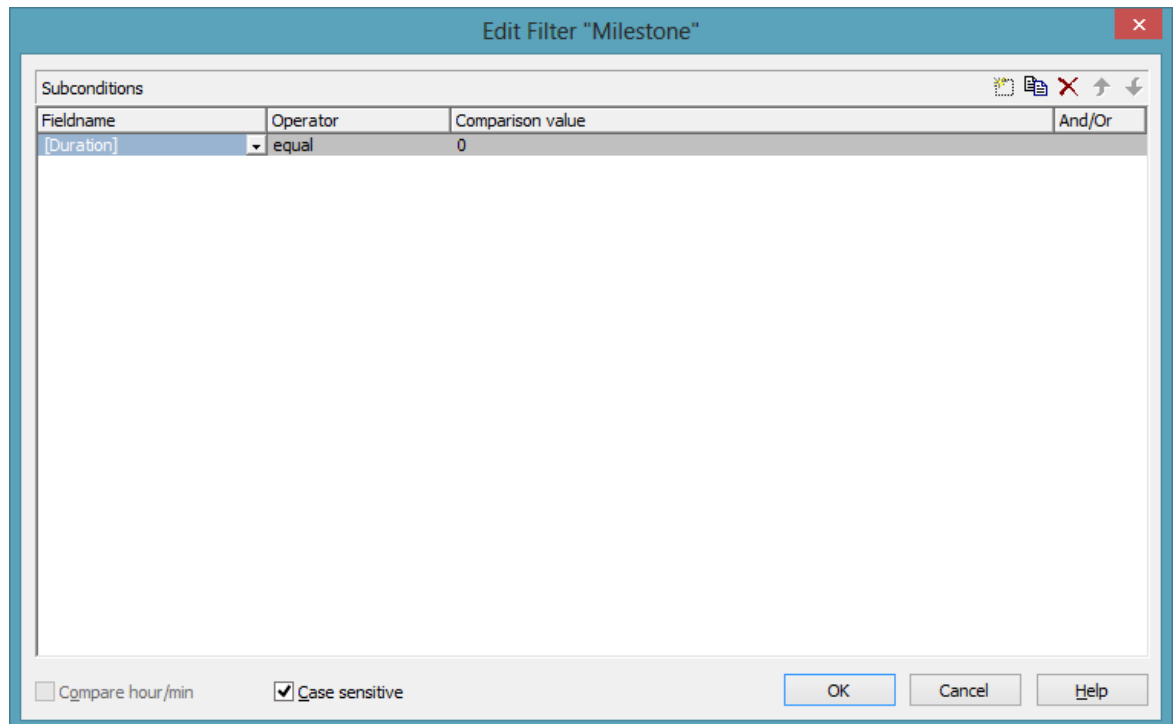 Edit Filter "Milestone"
Subconditions
Fieldname Operator Comparison value And/Or
[Duration] equal 0
Compare hour/min Case sensitive OK Cancel Help